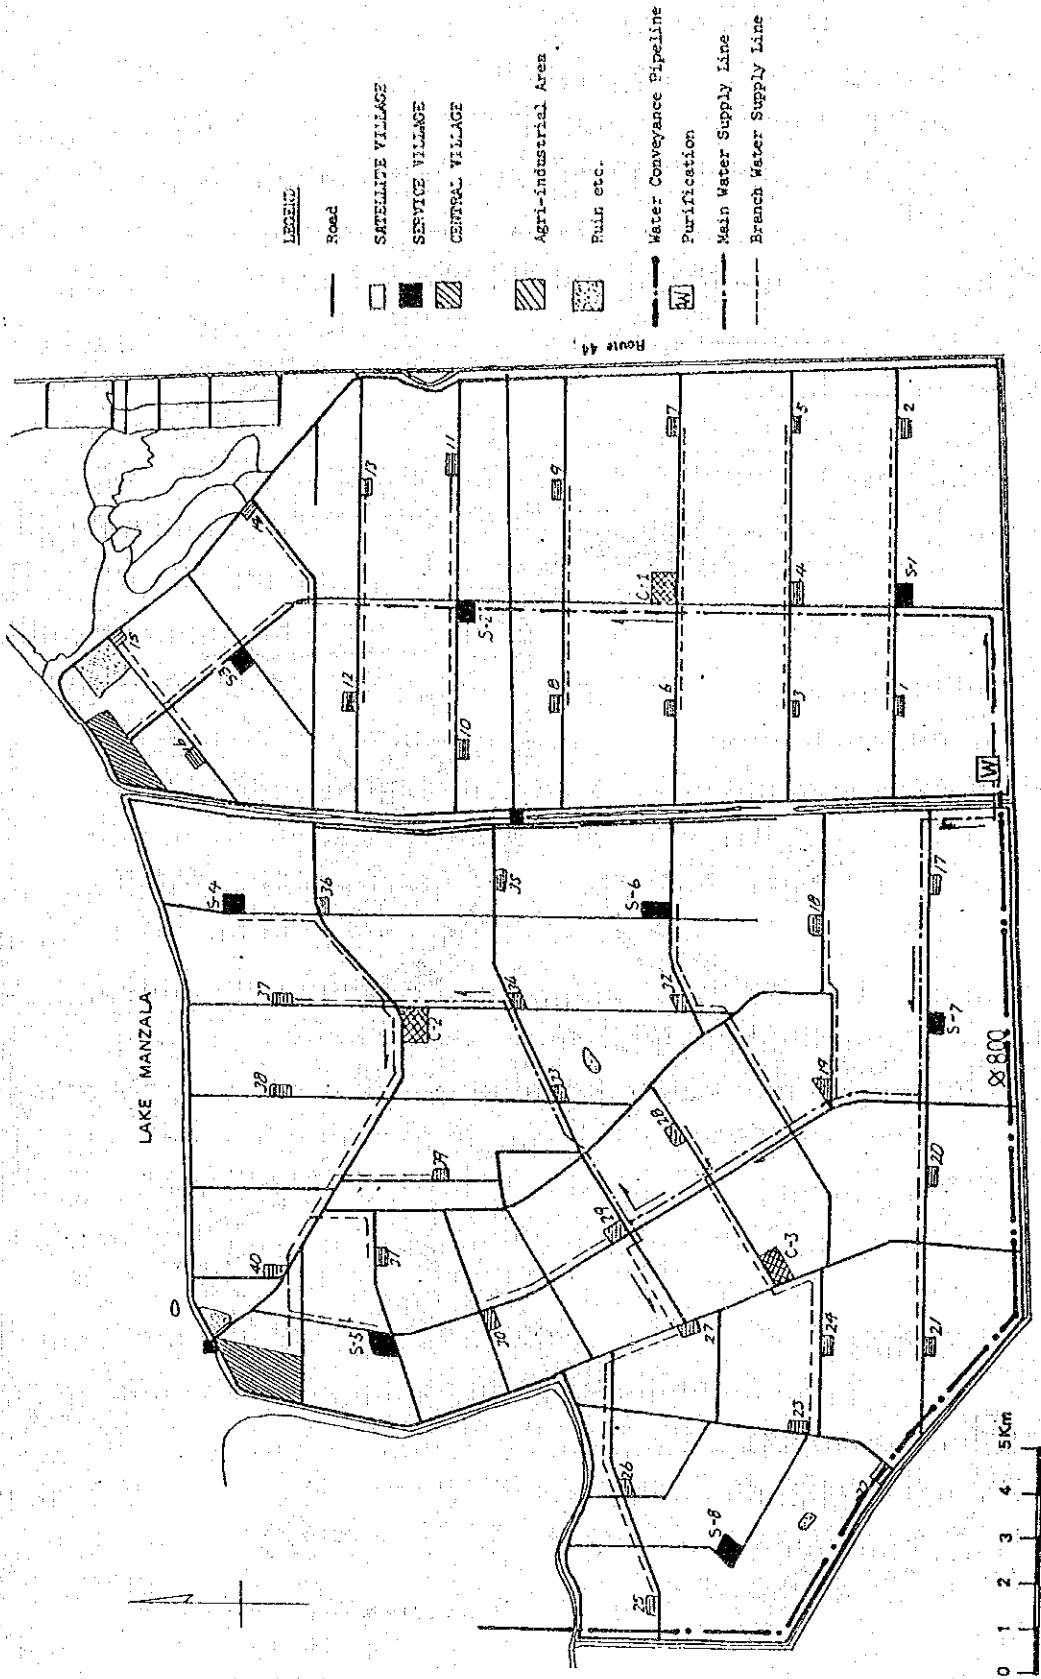 LEGEND
Road
SATELLITE VILLAGE
SERVICE VILLAGE
CENTRAL VILLAGE
Agri-industrial Area
Ruin etc.
Water Conveyance Pipeline
W
Purification
Main Water Supply Line
Branch Water Supply Line
Route 44
LAKE MANZALA
14
13
11
9
7
5
2
15
S-3
16
12
S-2
10
8
C-1
6
4
3
S-1
1
W
S-4
36
35
S-6
18
17
37
C-2
34
32
S-7
38
33
19
ø800
39
28
20
40
29
C-3
S-5
31
30
27
24
21
23
26
22
S-8
25
0 1 2 3 4 5Km